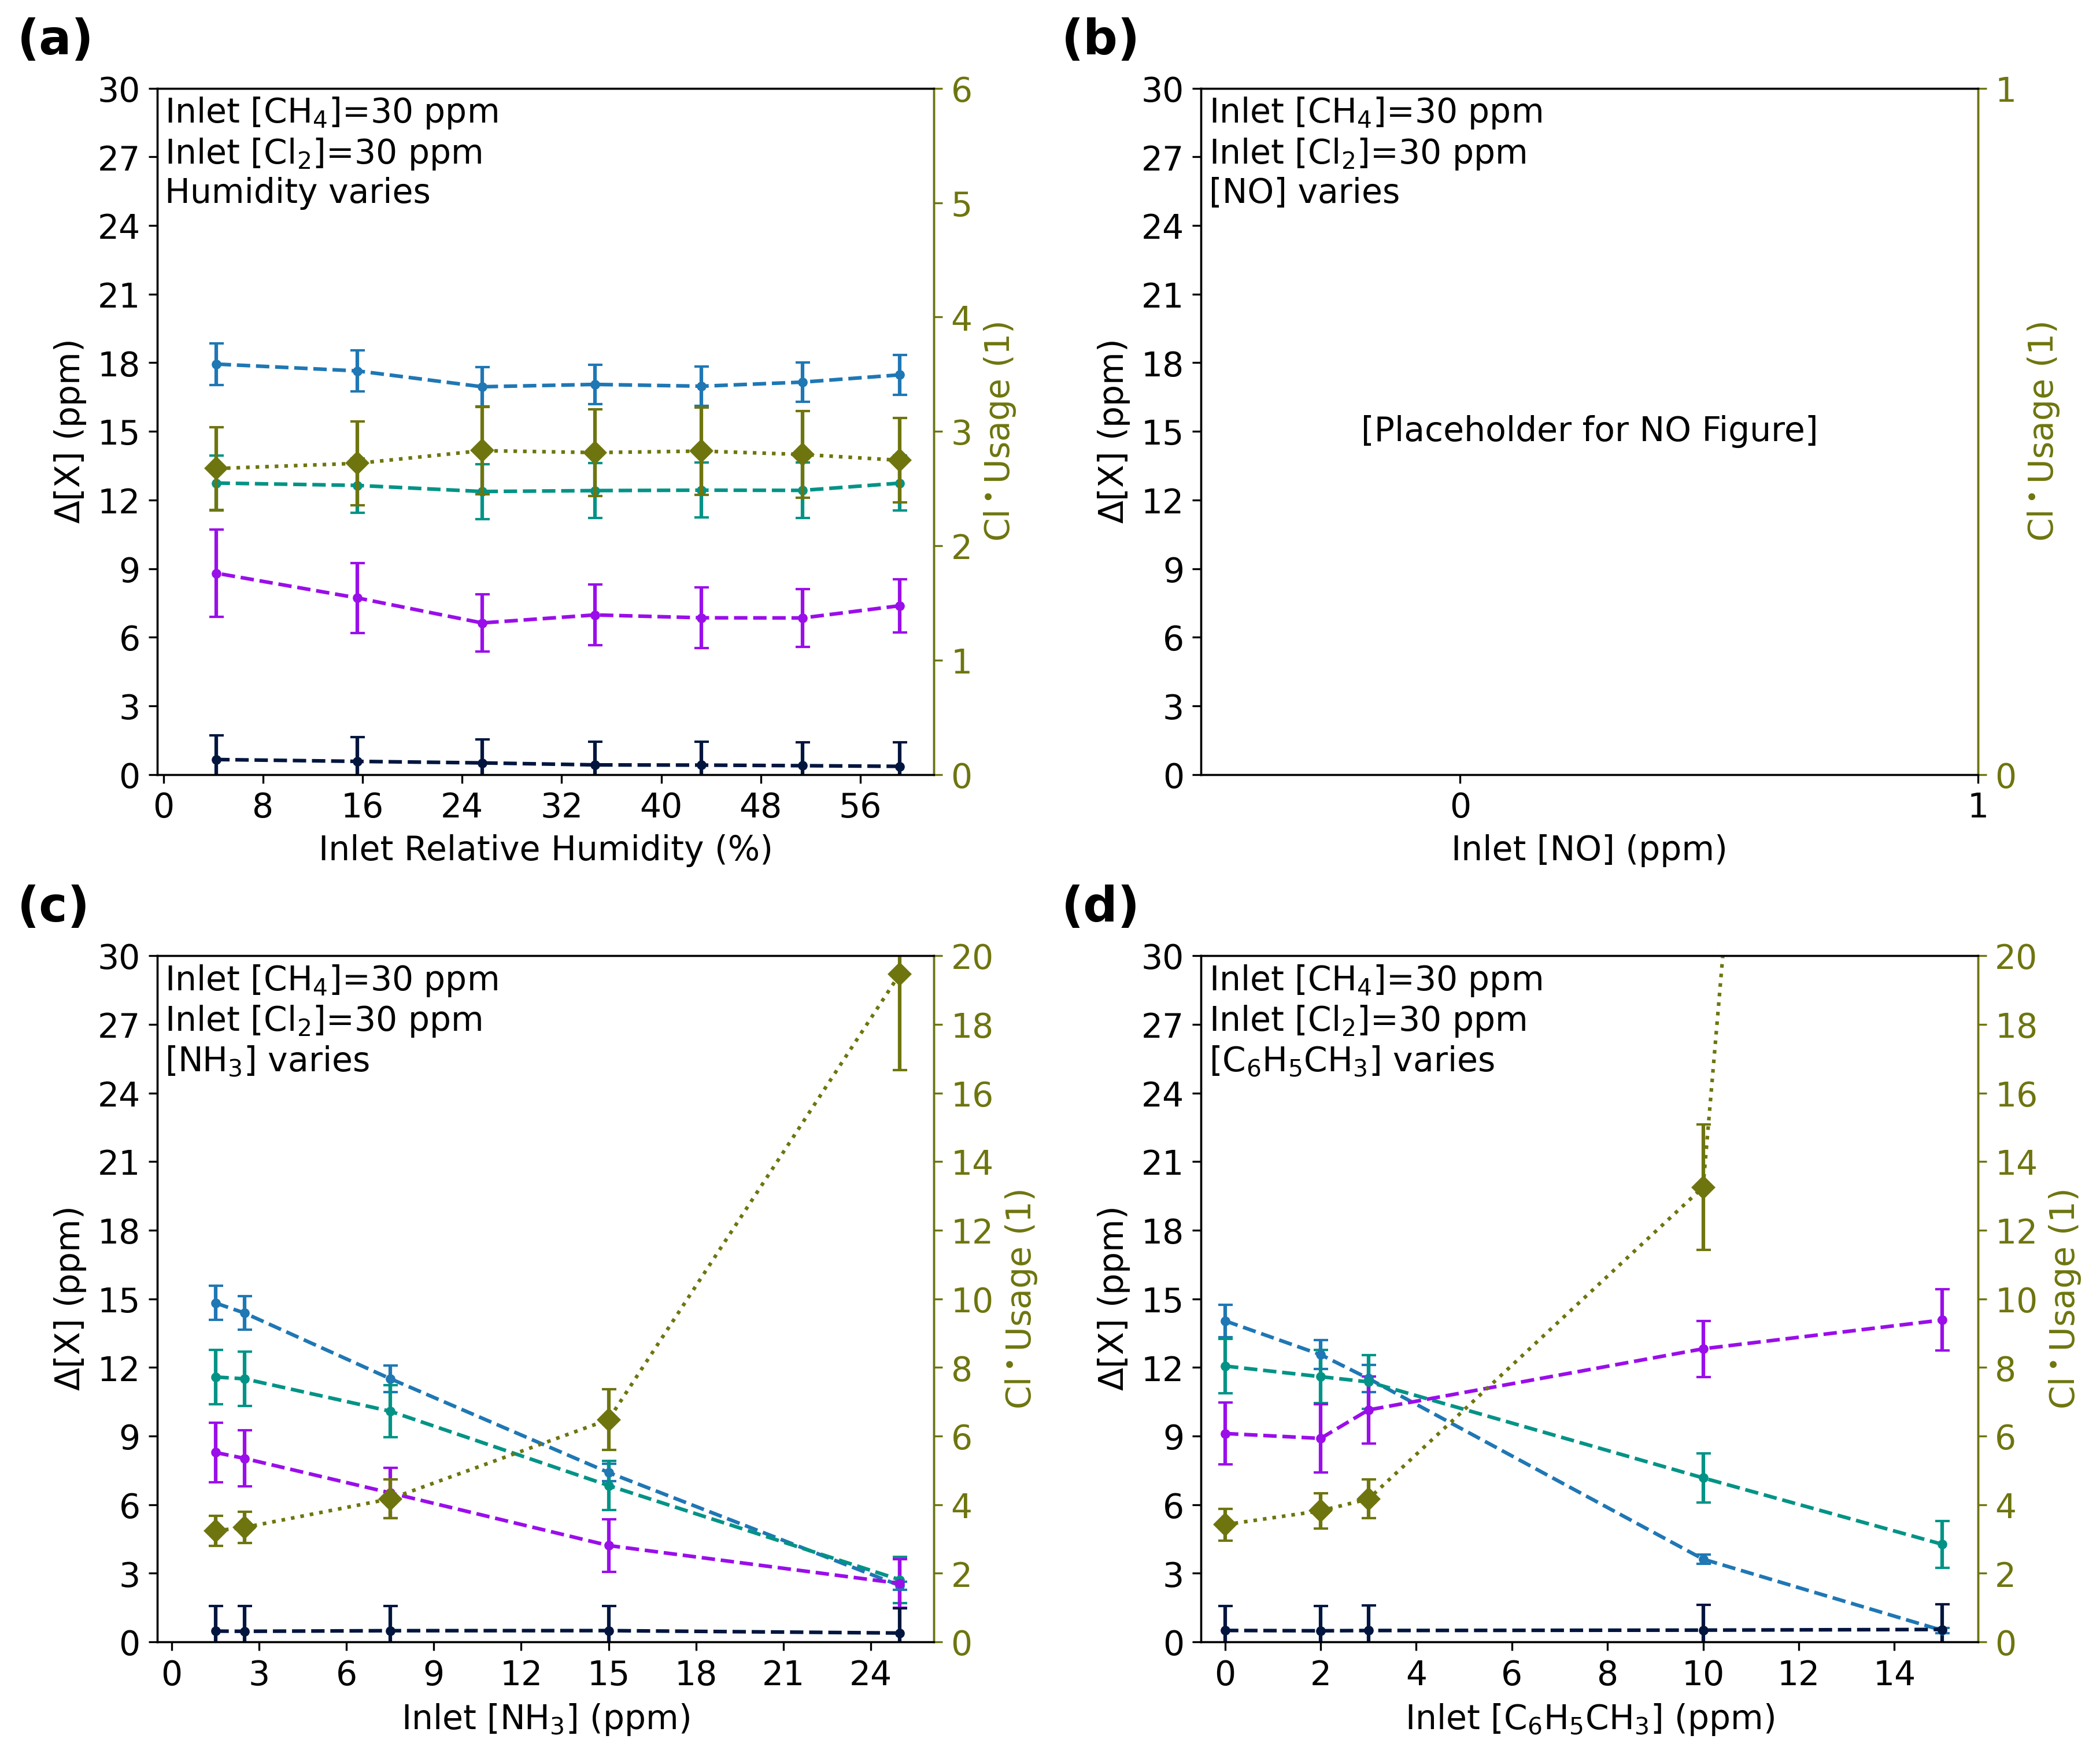 (a)
30
27
24
21
18
15
12
9
6
3
0
Δ[X] (ppm)
Inlet [CH₄]=30 ppm
Inlet [Cl₂]=30 ppm
Humidity varies
6
5
4
3
2
1
0
Cl•Usage (1)
0 8 16 24 32 40 48 56
Inlet Relative Humidity (%)
(b)
30
27
24
21
18
15
12
9
6
3
0
Δ[X] (ppm)
Inlet [CH₄]=30 ppm
Inlet [Cl₂]=30 ppm
[NO] varies
[Placeholder for NO Figure]
1
0
Cl•Usage (1)
0 1
Inlet [NO] (ppm)
(c)
30
27
24
21
18
15
12
9
6
3
0
Δ[X] (ppm)
Inlet [CH₄]=30 ppm
Inlet [Cl₂]=30 ppm
[NH₃] varies
20
18
16
14
12
10
8
6
4
2
0
Cl•Usage (1)
0 3 6 9 12 15 18 21 24
Inlet [NH₃] (ppm)
(d)
30
27
24
21
18
15
12
9
6
3
0
Δ[X] (ppm)
Inlet [CH₄]=30 ppm
Inlet [Cl₂]=30 ppm
[C₆H₅CH₃] varies
20
18
16
14
12
10
8
6
4
2
0
Cl•Usage (1)
0 2 4 6 8 10 12 14
Inlet [C₆H₅CH₃] (ppm)